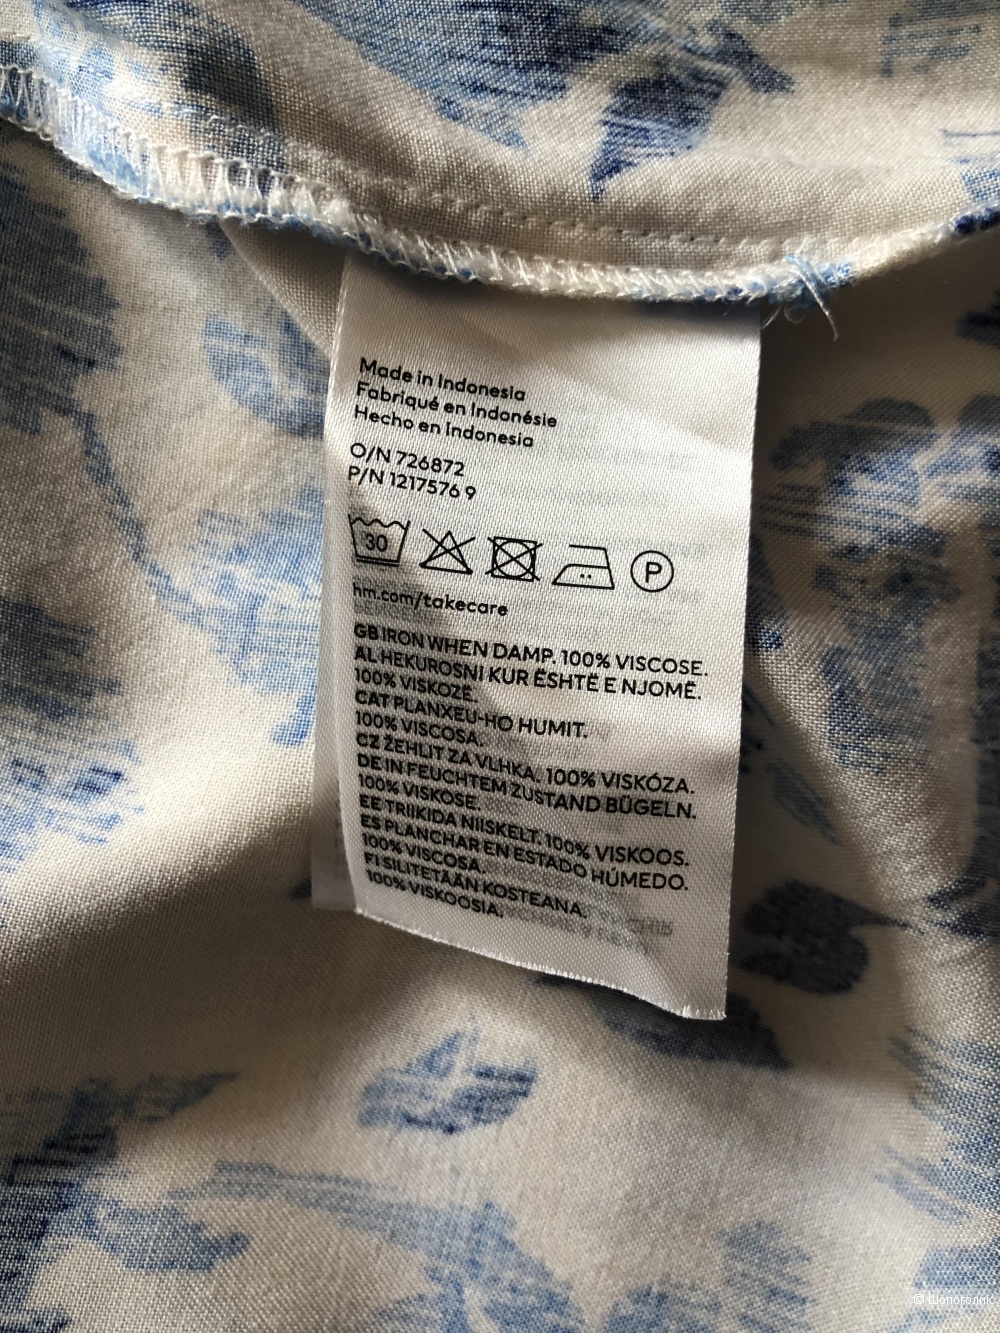 Made in Indonesia
Fabriqué en Indonésie
Hecho en Indonesia
O/N 726872
P/N 1217576 9
30
P
hm.com/takecare
GB IRON WHEN DAMP. 100% VISCOSE.
AL HEKUROSNI KUR ËSHTË E NJOMË.
100% VISKOZË.
CAT PLANXEU-HO HUMIT.
100% VISCOSA.
CZ ŽEHLIT ZA VLHKA. 100% VISKÓZA.
DE IN FEUCHTEM ZUSTAND BÜGELN.
100% VISKOSE.
EE TRIIKIDA NIISKELT. 100% VISKOOS.
ES PLANCHAR EN ESTADO HÚMEDO.
100% VISCOSA.
FI SILITETÄÄN KOSTEANA.
100% VISKOOSIA.
© Шопоголик